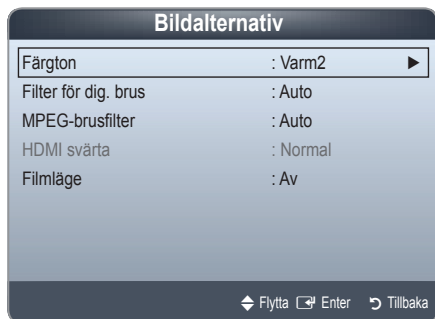 Bildalternativ
Färgton : Varm2 ►
Filter för dig. brus : Auto
MPEG-brusfilter : Auto
HDMI svärta : Normal
Filmläge : Av
Flytta Enter Tillbaka